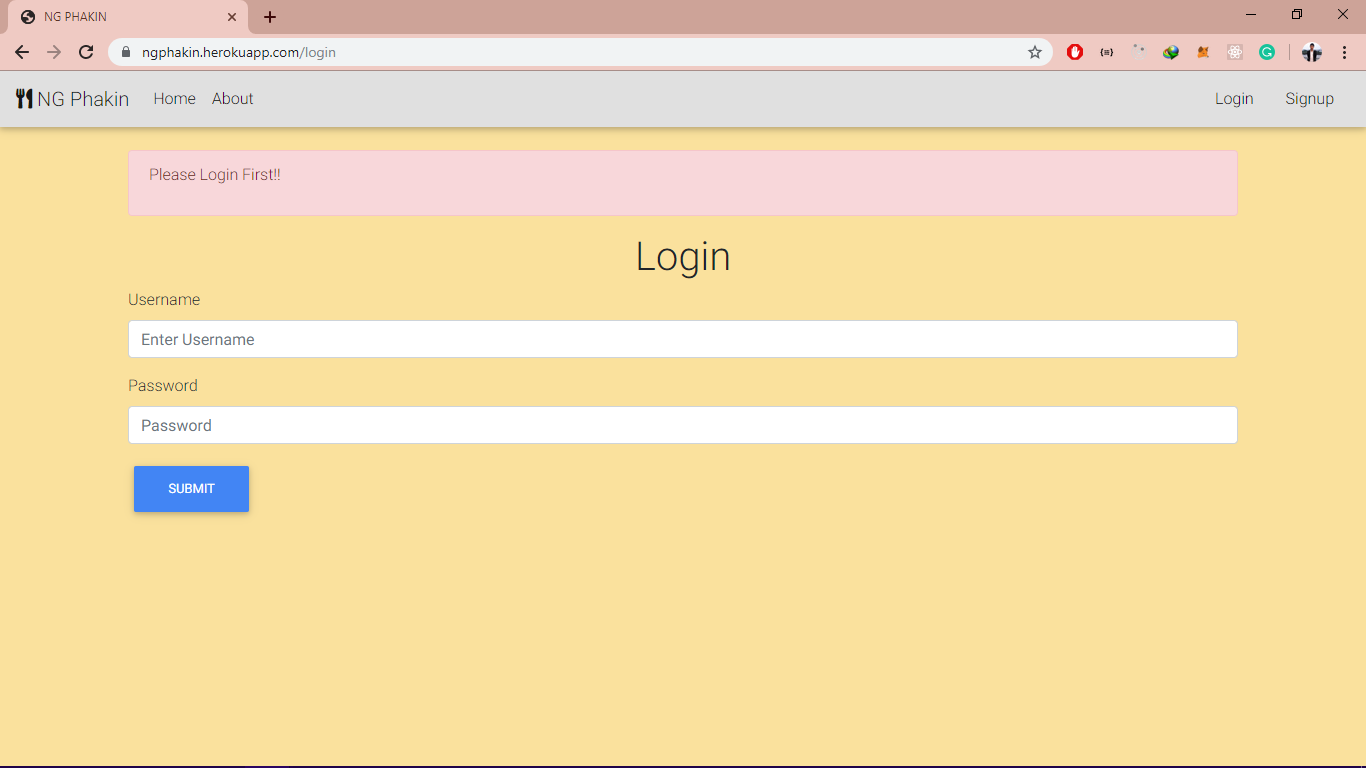 NG PHAKIN
ngphakin.herokuapp.com/login
NG Phakin Home About Login Signup
Please Login First!!
Login
Username
Enter Username
Password
Password
SUBMIT